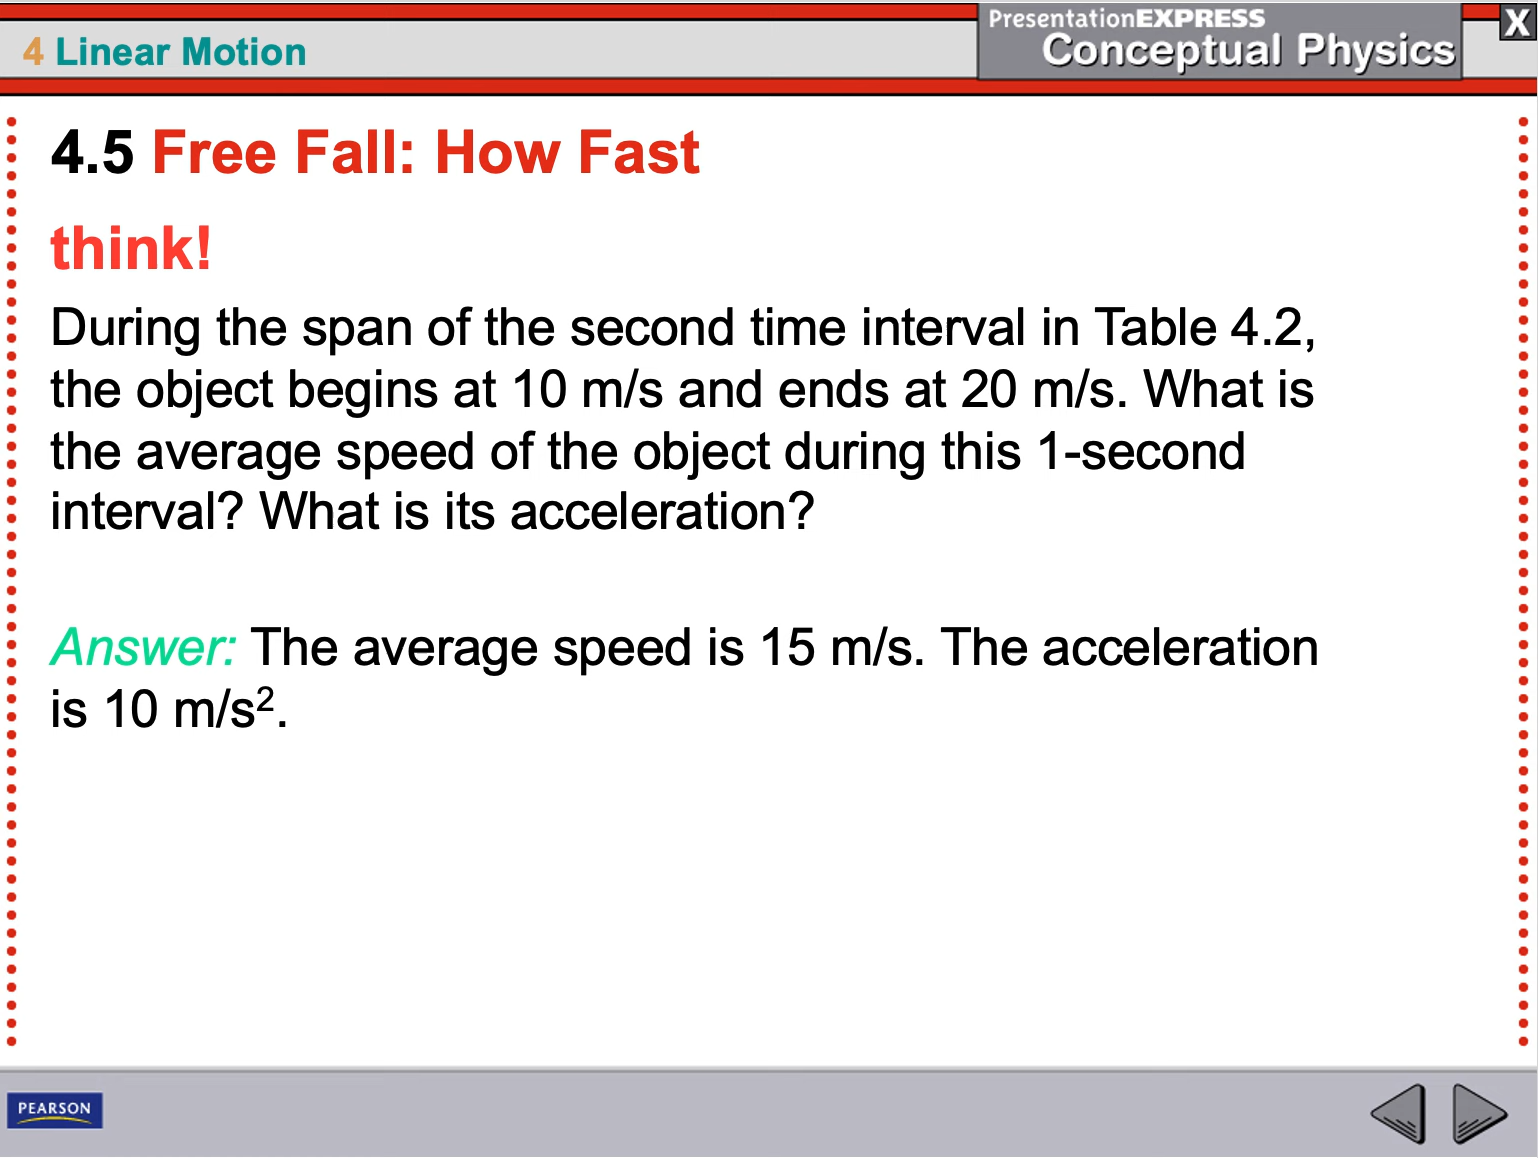 PresentationEXPRESS
Conceptual Physics
X
4 Linear Motion
4.5 Free Fall: How Fast
think!
During the span of the second time interval in Table 4.2,
the object begins at 10 m/s and ends at 20 m/s. What is
the average speed of the object during this 1-second
interval? What is its acceleration?
Answer: The average speed is 15 m/s. The acceleration
is 10 m/s².
PEARSON